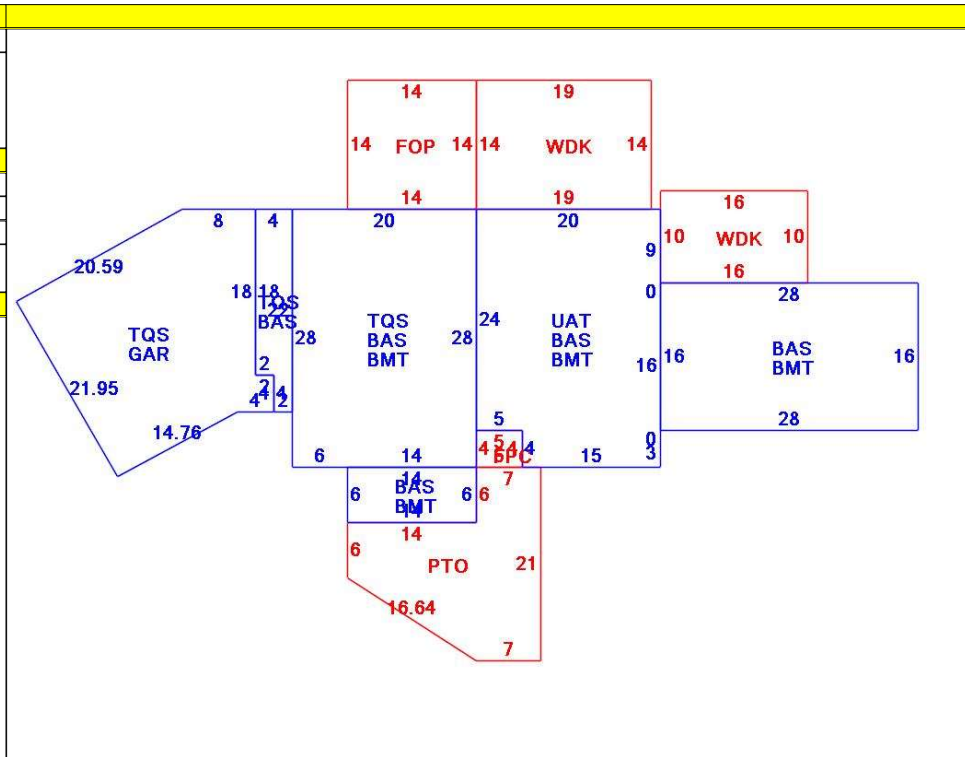 14 19
14 FOP 14 14 WDK 14
14 19
16
10 WDK 10
16
8 4 20 20
9
20.59
18 18 TQS 22 BAS
0 28
TQS
GAR
28 TQS
BAS
BMT 28
24 UAT
BAS
BMT
16 16 BAS
BMT 16
21.95
2
2
4 4 4 2
14.76
5
0 28
4 5 4 4
6 14 15 3
14 7
6 BAS
BMT 6 6
14
14
6 PTO 21
16.64
7